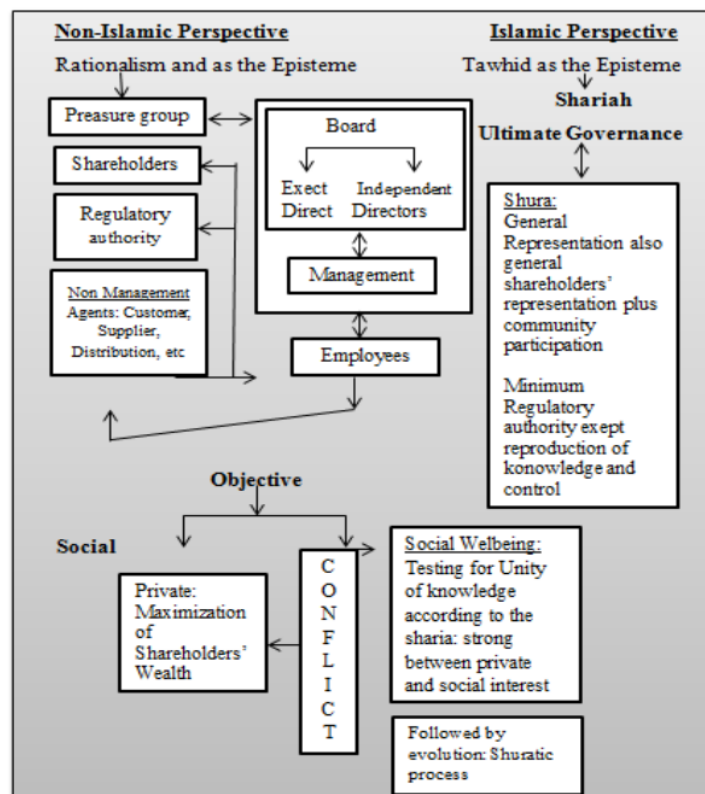 Non-Islamic Perspective
Rationalism and as the Episteme
Preasure group
Shareholders
Regulatory
authority
Non Management
Agents: Customer,
Supplier,
Distribution, etc
Board
Exect
Direct
Independent
Directors
Management
Employees
Islamic Perspective
Tawhid as the Episteme
Shariah
Ultimate Governance
Shura:
General
Representation also
general
shareholders’
representation plus
community
participation
Minimum
Regulatory
authority exept
reproduction of
konowledge and
control
Objective
Social
Private:
Maximization
of
Shareholders’
Wealth
C
O
N
F
L
I
C
T
Social Welbeing:
Testing for Unity
of knowledge
according to the
sharia: strong
between private
and social interest
Followed by
evolution: Shuratic
process